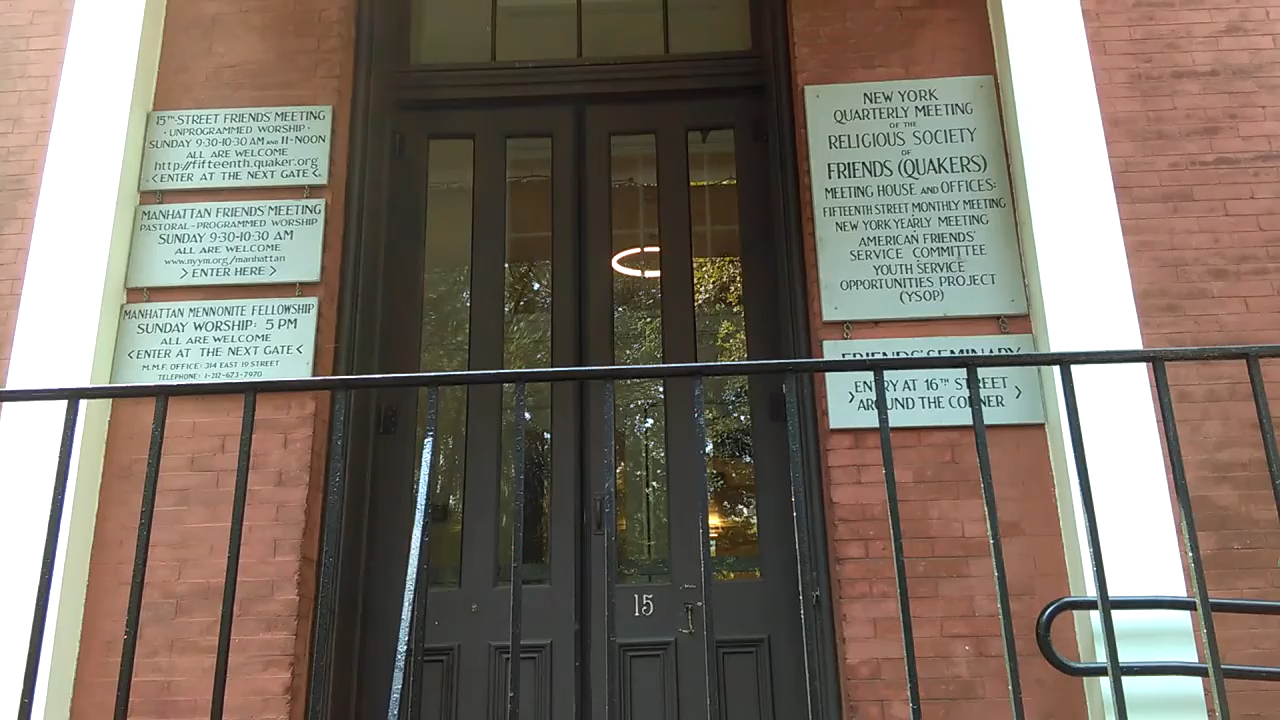 15TH STREET FRIENDS MEETING
· UNPROGRAMMED WORSHIP ·
SUNDAY 9:30-10:30 AM AND 11-NOON
ALL ARE WELCOME
http://fifteenth.quaker.org
< ENTER AT THE NEXT GATE <
MANHATTAN FRIENDS' MEETING
PASTORAL-PROGRAMMED WORSHIP
SUNDAY 9:30-10:30 AM
ALL ARE WELCOME
www.nyym.org/manhattan
> ENTER HERE >
MANHATTAN MENNONITE FELLOWSHIP
SUNDAY WORSHIP: 5 PM
ALL ARE WELCOME
< ENTER AT THE NEXT GATE <
M.M.F. OFFICE: 314 EAST 19 STREET
TELEPHONE: 1-212-673-7970
15
NEW YORK
QUARTERLY MEETING
OF THE
RELIGIOUS SOCIETY
OF
FRIENDS (QUAKERS)
MEETING HOUSE AND OFFICES:
FIFTEENTH STREET MONTHLY MEETING
NEW YORK YEARLY MEETING
AMERICAN FRIENDS'
SERVICE COMMITTEE
YOUTH SERVICE
OPPORTUNITIES PROJECT
(YSOP)
FRIENDS' SEMINARY
ENTRY AT 16TH STREET
AROUND THE CORNER >